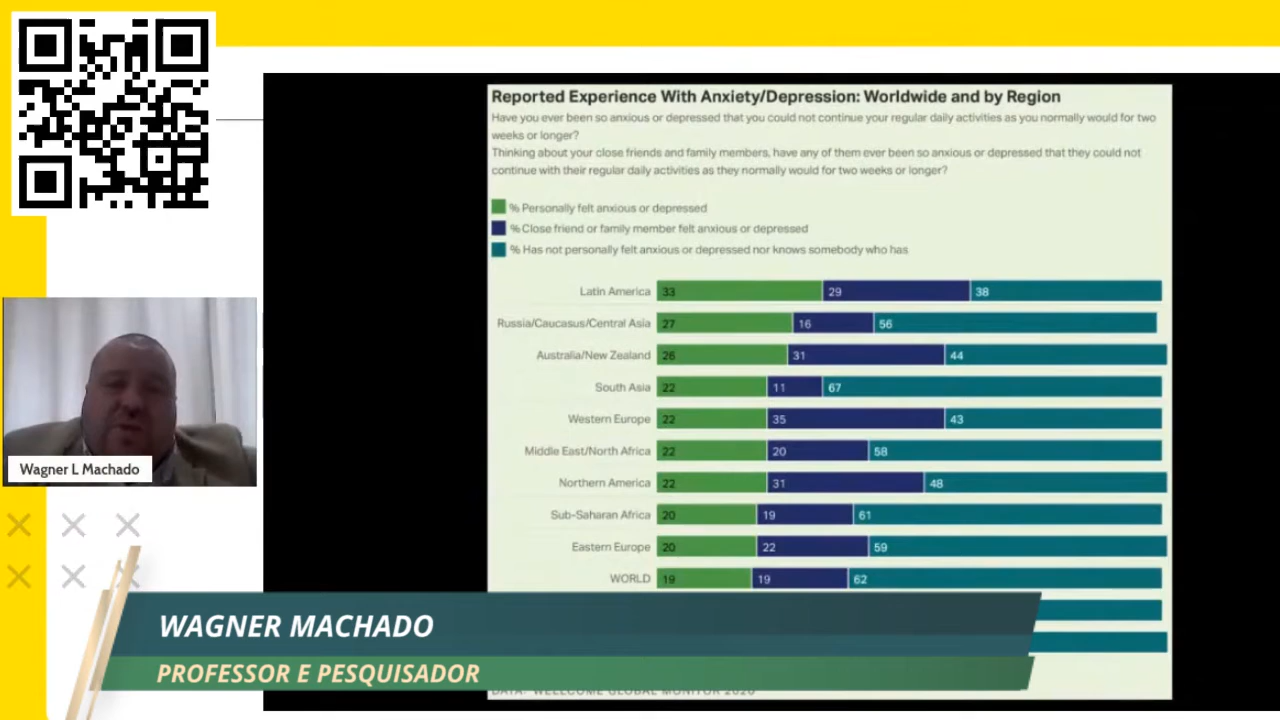 Reported Experience With Anxiety/Depression: Worldwide and by Region
Have you ever been so anxious or depressed that you could not continue your regular daily activities as you normally would for two
weeks or longer?
Thinking about your close friends and family members, have any of them ever been so anxious or depressed that they could not
continue with their regular daily activities as they normally would for two weeks or longer?
% Personally felt anxious or depressed
% Close friend or family member felt anxious or depressed
% Has not personally felt anxious or depressed nor knows somebody who has
Latin America 33 29 38
Russia/Caucasus/Central Asia 27 16 56
Australia/New Zealand 26 31 44
South Asia 22 11 67
Western Europe 22 35 43
Middle East/North Africa 22 20 58
Northern America 22 31 48
Sub-Saharan Africa 20 19 61
Eastern Europe 20 22 59
WORLD 19 19 62
Wagner L Machado
WAGNER MACHADO
PROFESSOR E PESQUISADOR
DATA: WELLCOME GLOBAL MONITOR 2020